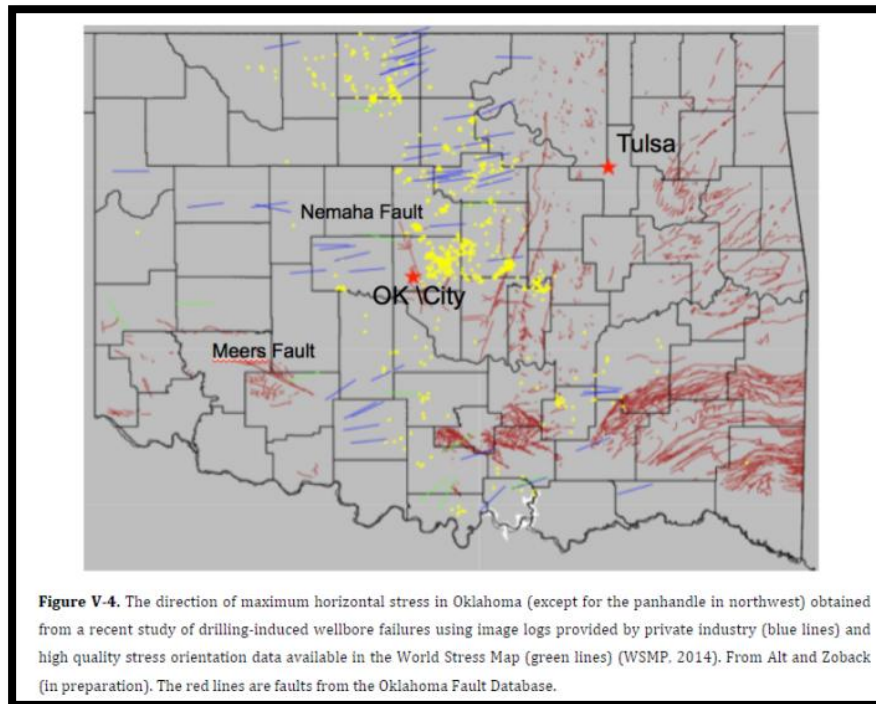 Tulsa
Nemaha Fault
OK \City
Meers Fault
Figure V-4. The direction of maximum horizontal stress in Oklahoma (except for the panhandle in northwest) obtained
from a recent study of drilling-induced wellbore failures using image logs provided by private industry (blue lines) and
high quality stress orientation data available in the World Stress Map (green lines) (WSMP, 2014). From Alt and Zoback
(in preparation). The red lines are faults from the Oklahoma Fault Database.